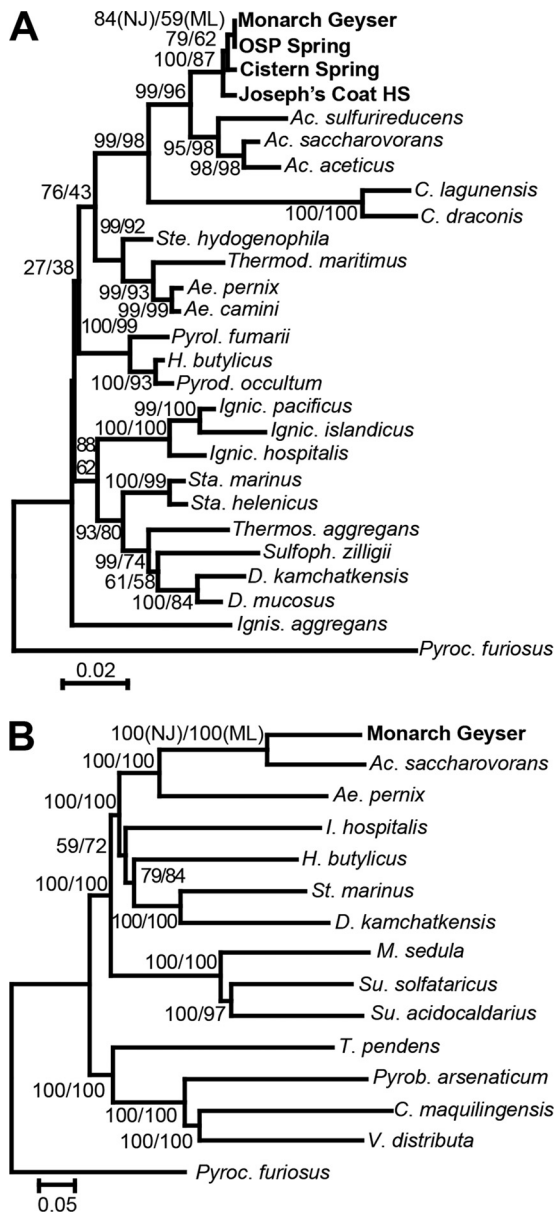 A
84(NJ)/59(ML)
Monarch Geyser
79/62
OSP Spring
100/87
Cistern Spring
99/96
Joseph's Coat HS
Ac. sulfurireducens
99/98
95/98
Ac. saccharovorans
98/98
Ac. aceticus
76/43
C. lagunensis
100/100
C. draconis
99/92
Ste. hydogenophila
27/38
Thermod. maritimus
99/93
Ae. pernix
99/99
Ae. camini
100/99
Pyrol. fumarii
H. butylicus
100/93
Pyrod. occultum
99/100
Ignic. pacificus
100/100
Ignic. islandicus
88
62
Ignic. hospitalis
100/99
Sta. marinus
Sta. helenicus
93/80
Thermos. aggregans
99/74
Sulfoph. zilligii
61/58
D. kamchatkensis
100/84
D. mucosus
Ignis. aggregans
Pyroc. furiosus
0.02
B
100(NJ)/100(ML)
Monarch Geyser
100/100
Ac. saccharovorans
100/100
Ae. pernix
I. hospitalis
59/72
H. butylicus
79/84
100/100
St. marinus
100/100
D. kamchatkensis
M. sedula
100/100
Su. solfataricus
100/97
Su. acidocaldarius
T. pendens
100/100
Pyrob. arsenaticum
100/100
C. maquilingensis
100/100
V. distributa
Pyroc. furiosus
0.05